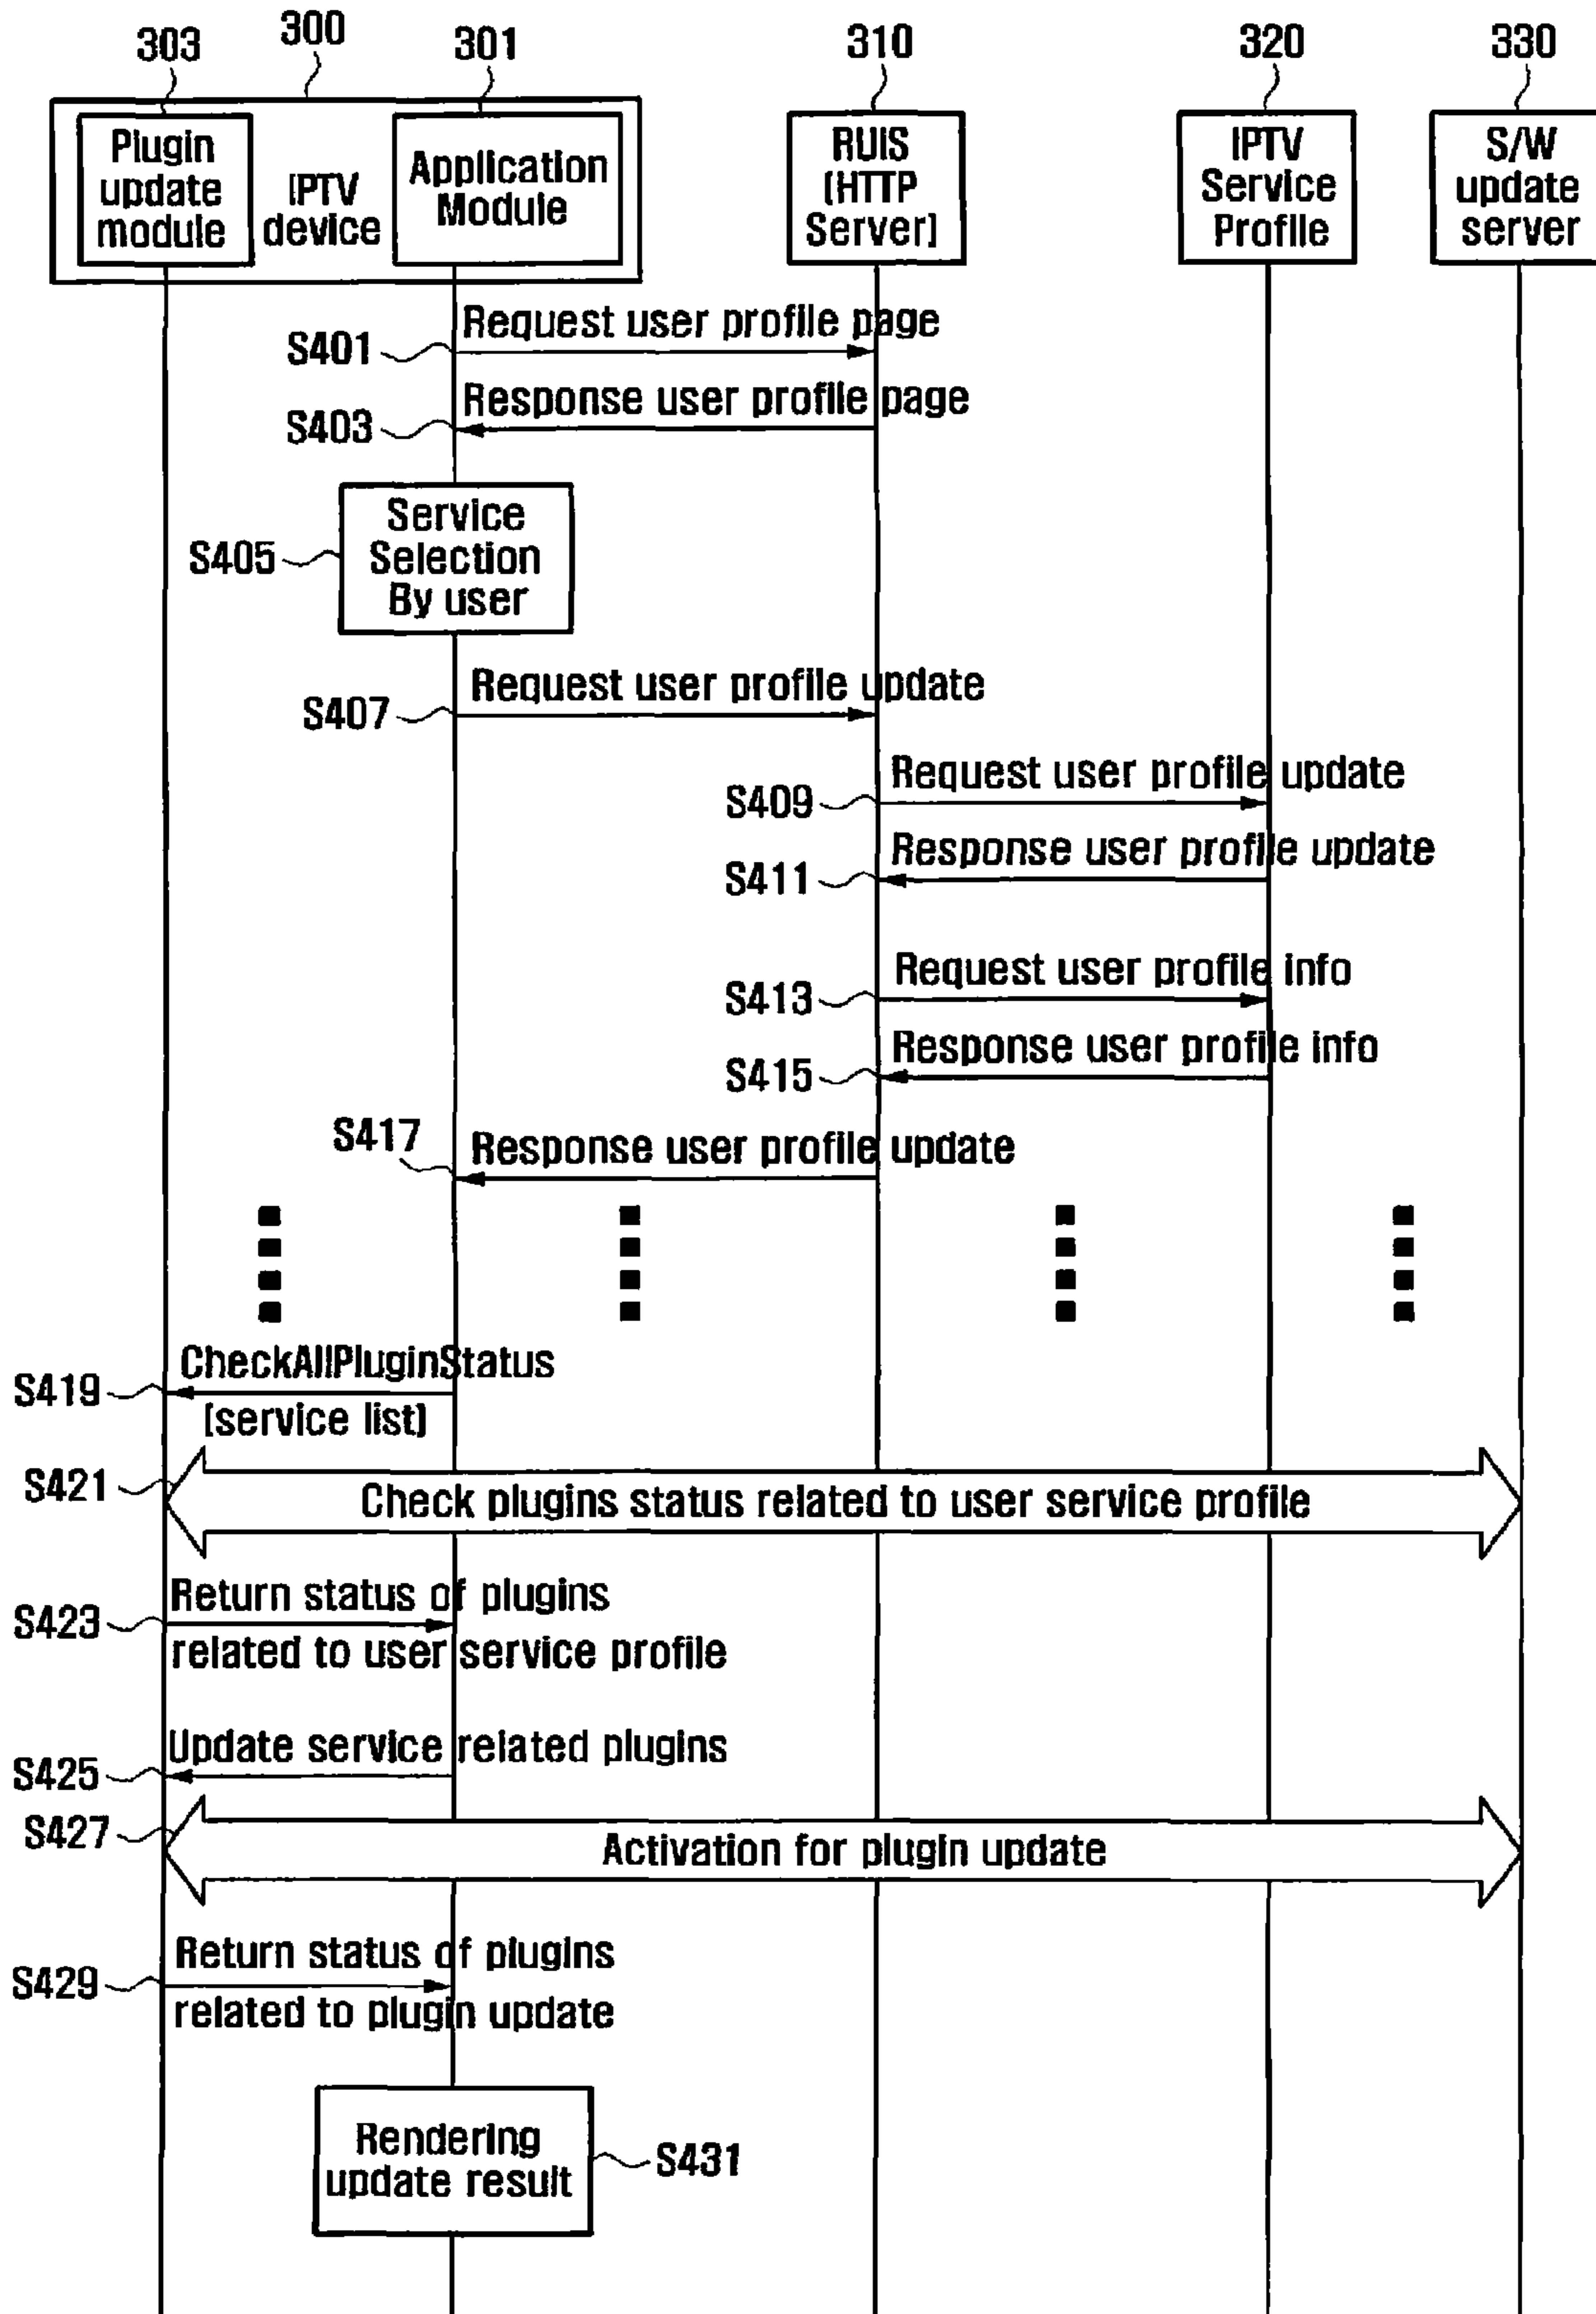 303
300
301
310
320
330
Plugin
update
module
IPTV
device
Application
Module
RUIS
(HTTP
Server)
IPTV
Service
Profile
S/W
update
server
Request user profile page
S401
Response user profile page
S403
Service
Selection
By user
S405
Request user profile update
S407
Request user profile update
S409
Response user profile update
S411
Request user profile info
S413
Response user profile info
S415
S417
Response user profile update
CheckAllPluginStatus
S419
(service list)
S421
Check plugins status related to user service profile
Return status of plugins
S423
related to user service profile
Update service related plugins
S425
S427
Activation for plugin update
Return status of plugins
S429
related to plugin update
Rendering
update result
S431